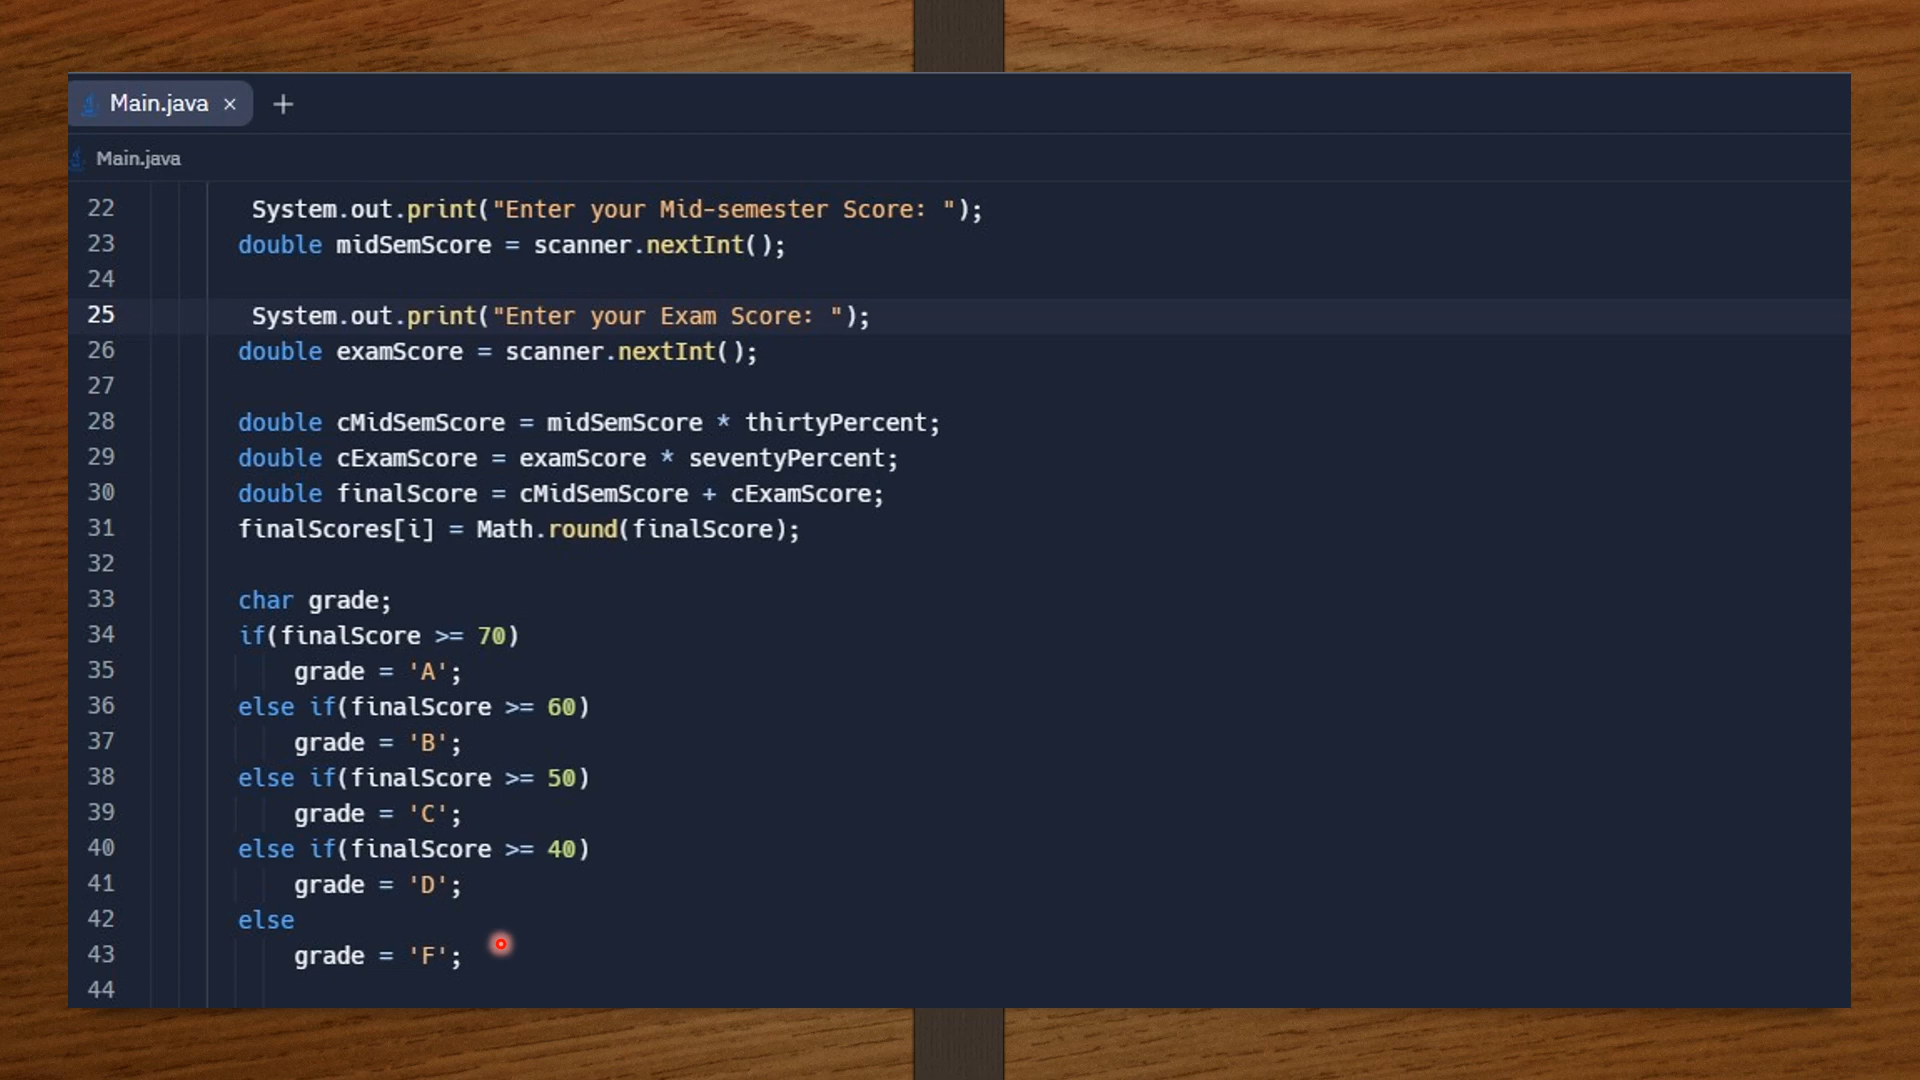 Main.java × +
Main.java
22 System.out.print("Enter your Mid-semester Score: ");
23 double midSemScore = scanner.nextInt();
24
25 System.out.print("Enter your Exam Score: ");
26 double examScore = scanner.nextInt();
27
28 double cMidSemScore = midSemScore * thirtyPercent;
29 double cExamScore = examScore * seventyPercent;
30 double finalScore = cMidSemScore + cExamScore;
31 finalScores[i] = Math.round(finalScore);
32
33 char grade;
34 if(finalScore >= 70)
35 grade = 'A';
36 else if(finalScore >= 60)
37 grade = 'B';
38 else if(finalScore >= 50)
39 grade = 'C';
40 else if(finalScore >= 40)
41 grade = 'D';
42 else
43 grade = 'F';
44